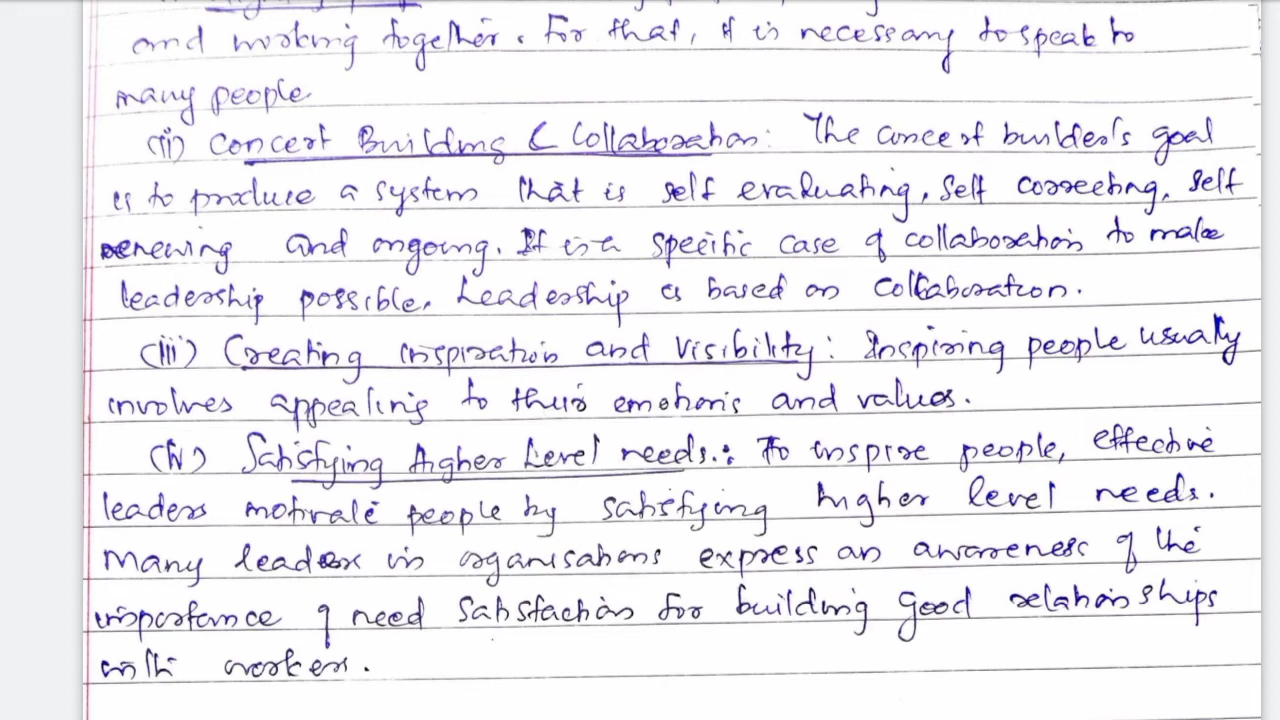 and working together. For that, it is necessary to speak to
many people
(ii) Concert Building & Collaboration: The concert builder's goal
is to produce a system that is self evaluating, self correcting, self
renewing and ongoing. It is a specific case of collaboration to make
leadership possible. Leadership is based on collaboration.
(iii) Creating inspiration and visibility: Inspiring people usually
involves appealing to their emotions and values.
(iv) Satisfying Higher Level needs.: To inspire people, effective
leaders motivate people by satisfying higher level needs.
Many leaders in organisations express an awareness of the
importance of need satisfaction for building good relationships
with workers.